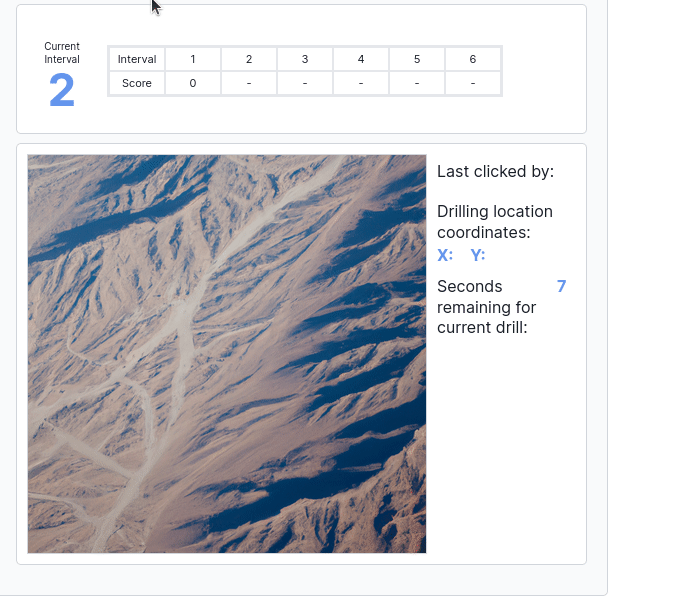 Current
Interval
2
Interval 1 2 3 4 5 6
Score 0 - - - - -
Last clicked by:
Drilling location
coordinates:
X: Y:
Seconds 7
remaining for
current drill: